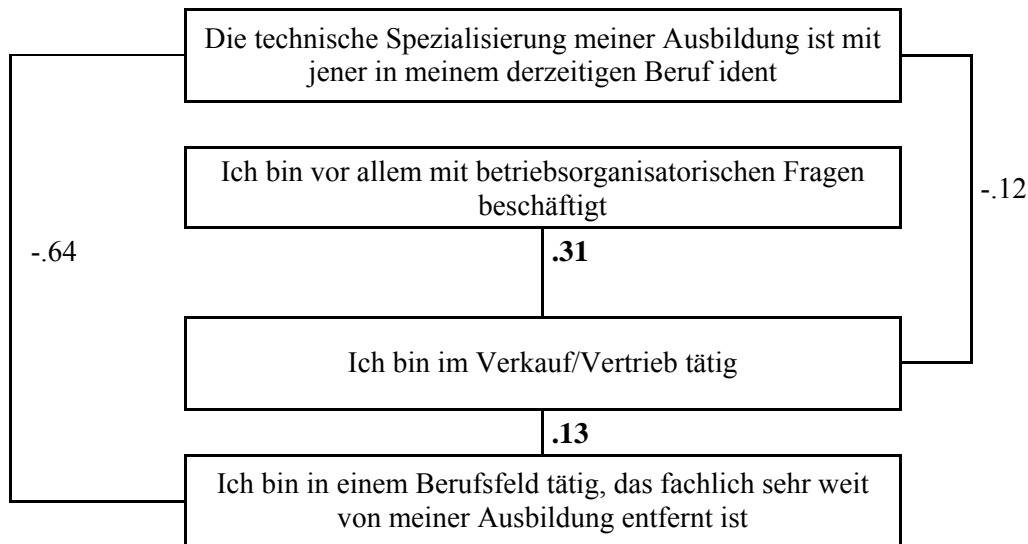 Die technische Spezialisierung meiner Ausbildung ist mit
jener in meinem derzeitigen Beruf ident
Ich bin vor allem mit betriebsorganisatorischen Fragen
beschäftigt
-.12
-.64
.31
Ich bin im Verkauf/Vertrieb tätig
.13
Ich bin in einem Berufsfeld tätig, das fachlich sehr weit
von meiner Ausbildung entfernt ist